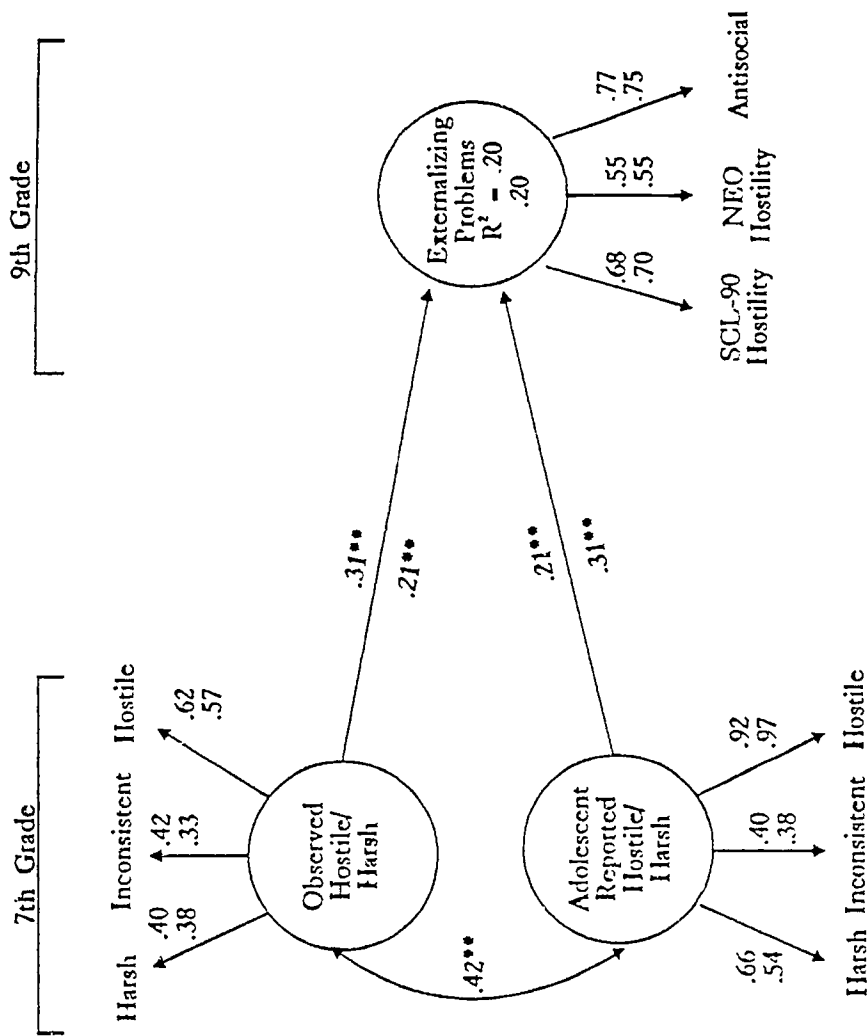 7th Grade
9th Grade
Harsh Inconsistent Hostile
.40
.38
.42
.33
.62
.57
Observed
Hostile/
Harsh
.31**
.21**
.42**
Externalizing
Problems
R² = .20
.20
.68
.70
.55
.55
.77
.75
SCL-90
Hostility
NEO
Hostility
Antisocial
.21**
.31**
Adolescent
Reported
Hostile/
Harsh
.66
.54
.40
.38
.92
.97
Harsh Inconsistent Hostile